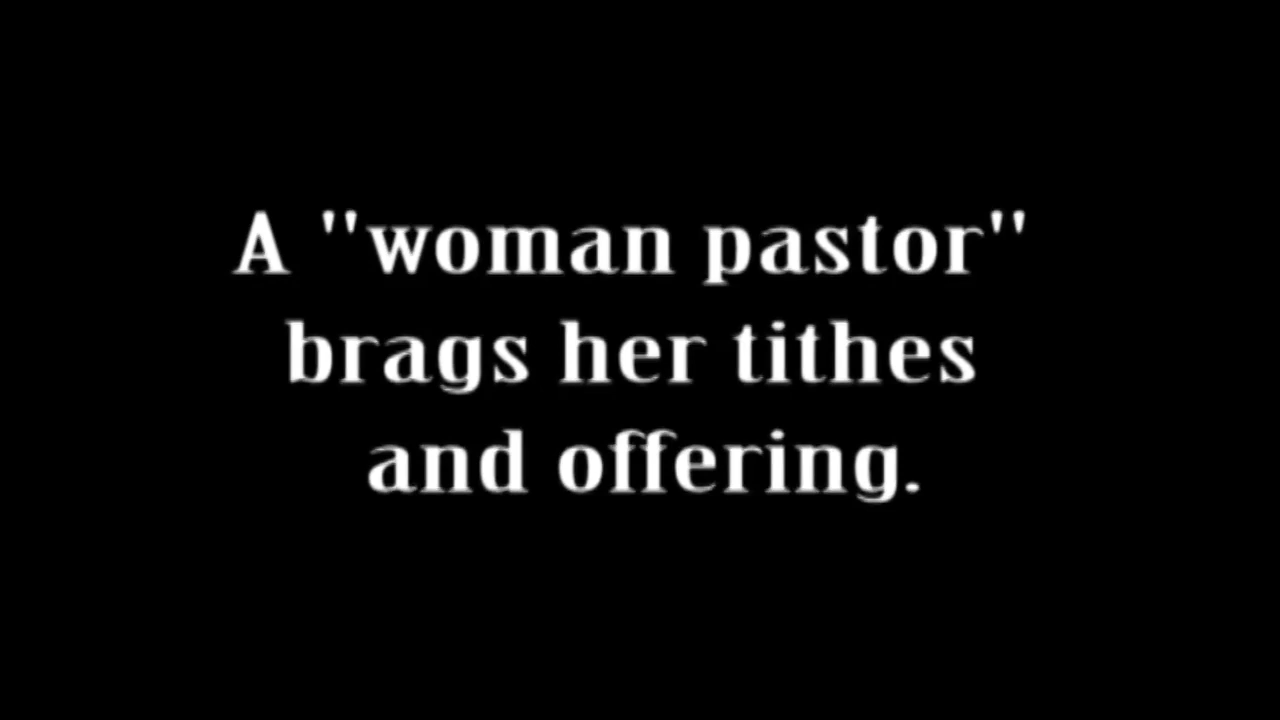 A "woman pastor"
brags her tithes
and offering.